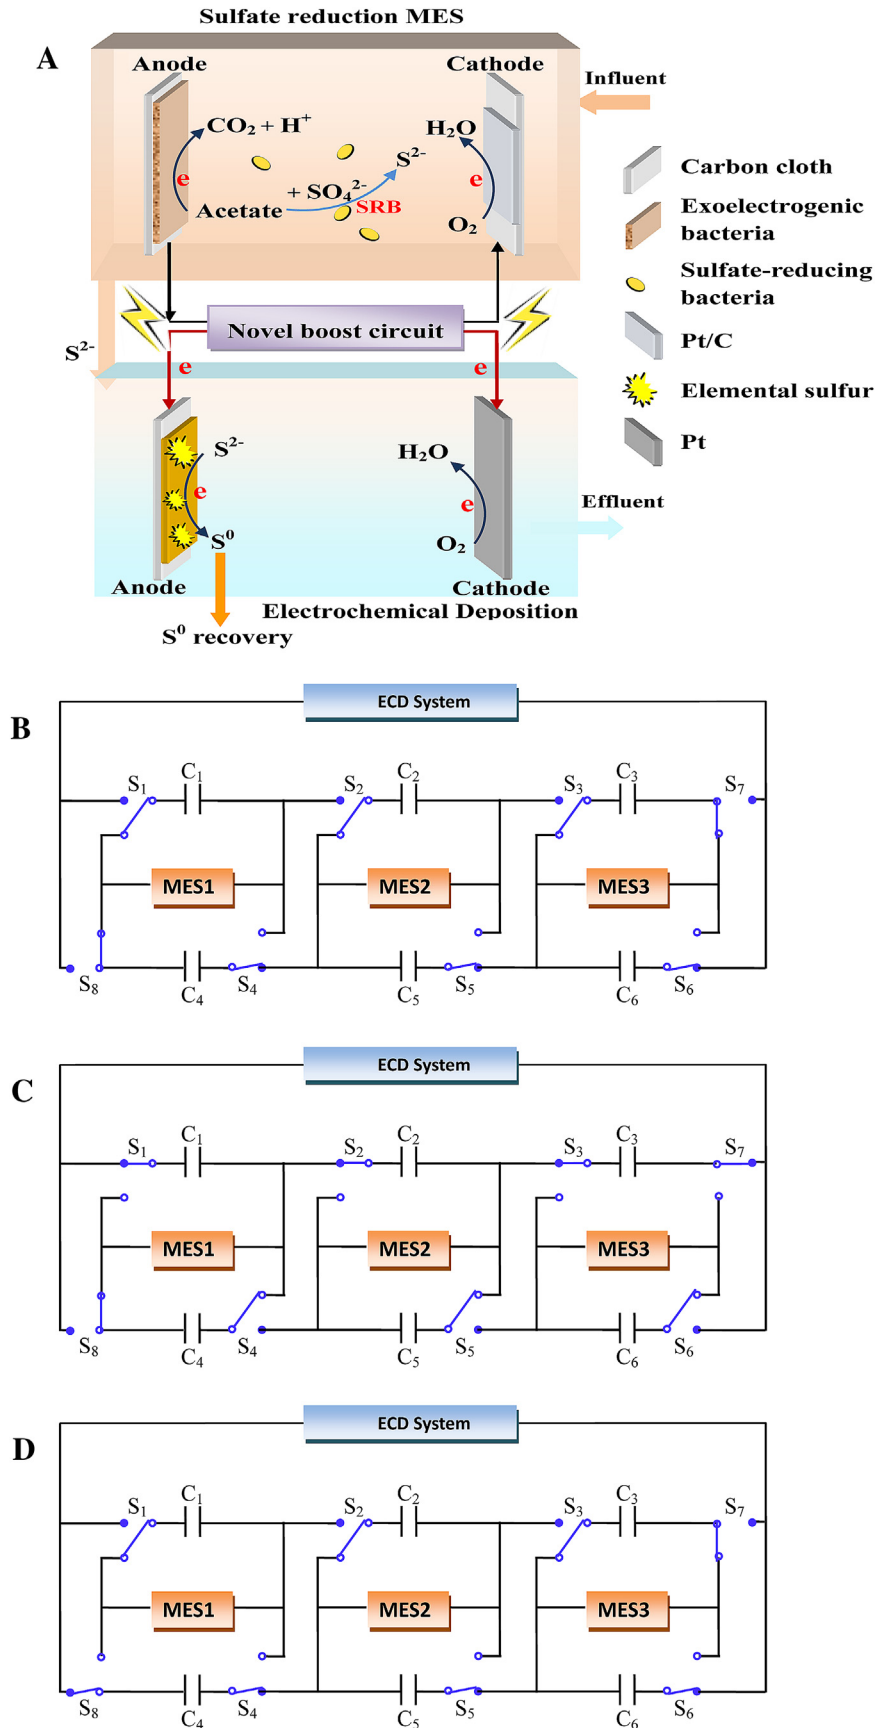 Sulfate reduction MES
A
Anode
Cathode
Influent
CO₂ + H⁺
H₂O
S²⁻
e
+ SO₄²⁻
e
Acetate
SRB
O₂
Carbon cloth
Exoelectrogenic
bacteria
Sulfate-reducing
bacteria
Pt/C
Elemental sulfur
Pt
Novel boost circuit
S²⁻
e
e
S²⁻
H₂O
e
e
S⁰
O₂
Effluent
Anode
Cathode
Electrochemical Deposition
S⁰ recovery
B
ECD System
S₁ C₁ S₂ C₂ S₃ C₃ S₇
MES1 MES2 MES3
S₈ C₄ S₄ C₅ S₅ C₆ S₆
C
ECD System
S₁ C₁ S₂ C₂ S₃ C₃ S₇
MES1 MES2 MES3
S₈ C₄ S₄ C₅ S₅ C₆ S₆
D
ECD System
S₁ C₁ S₂ C₂ S₃ C₃ S₇
MES1 MES2 MES3
S₈ C₄ S₄ C₅ S₅ C₆ S₆